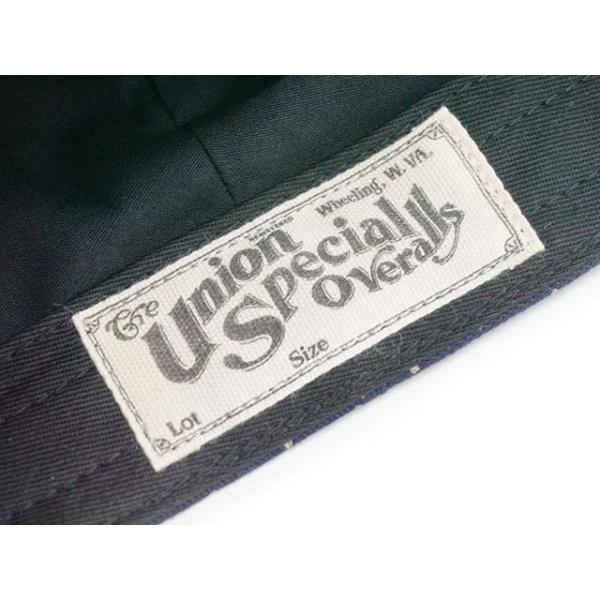 REGISTERED
Wheeling, W.VA.
The Union
Special
Overalls
Lot Size